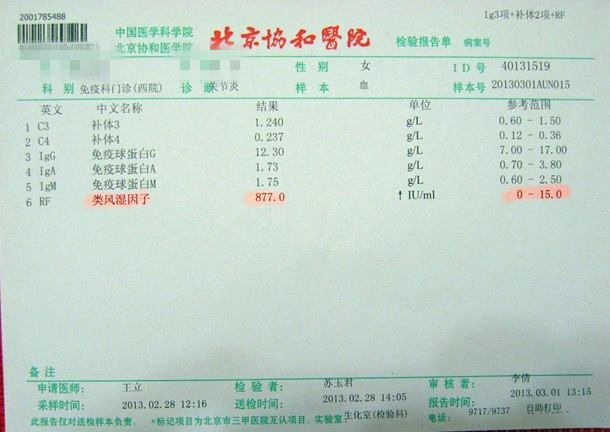 Ig3项+补体2项+RF
2001785488
中国医学科学院
北京协和医学院
北京协和醫院 检验报告单 病案号
性 别 女 ID号 40131519
科 别 免疫科门诊(西院) 诊 断 关节炎 样 本 血 样本号 20130301AUN015
英文 中文名称 结果 单位 参考范围
1 C3 补体3 1.240 g/L 0.60 - 1.50
2 C4 补体4 0.237 g/L 0.12 - 0.36
3 IgG 免疫球蛋白G 12.30 g/L 7.00 - 17.00
4 IgA 免疫球蛋白A 1.73 g/L 0.70 - 3.80
5 IgM 免疫球蛋白M 1.75 g/L 0.60 - 2.50
6 RF 类风湿因子 877.0 ↑ IU/ml 0 - 15.0
备 注
申请医师: 王立 检 验 者: 苏玉君 审 核 者: 李倩
采样时间: 2013.02.28 12:16 送检时间: 2013.02.28 14:05 报告时间: 2013.03.01 13:15
此报告仅对送检样本负责. *标记项目为北京市三甲医院互认项目. 实验室: 生化室(检验科) 电话: 9717/9737 自助打印